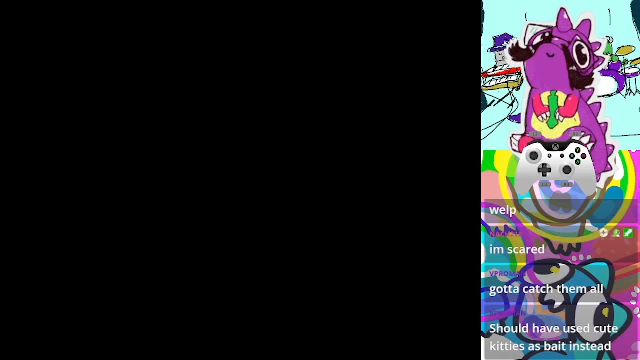 welp
im scared
gotta catch them all
Should have used cute
kitties as bait instead